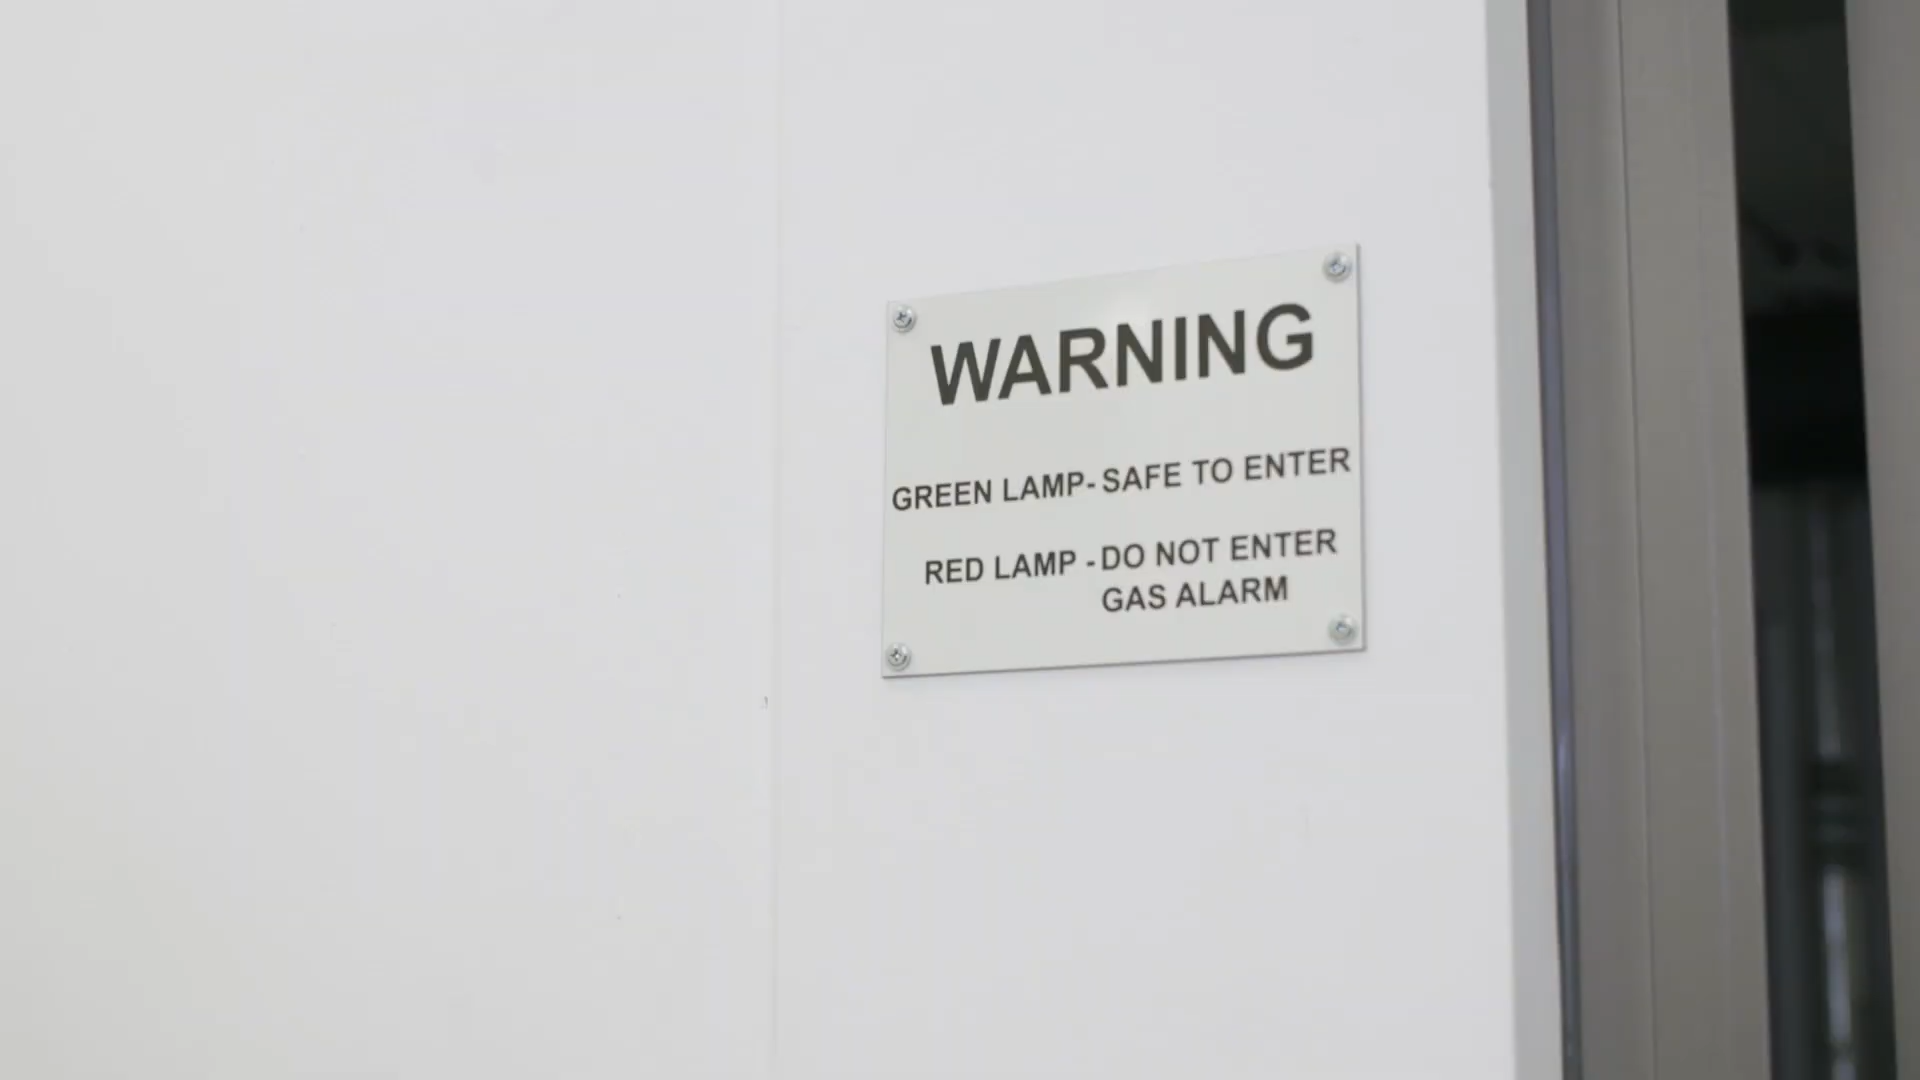 WARNING
GREEN LAMP- SAFE TO ENTER
RED LAMP - DO NOT ENTER
GAS ALARM